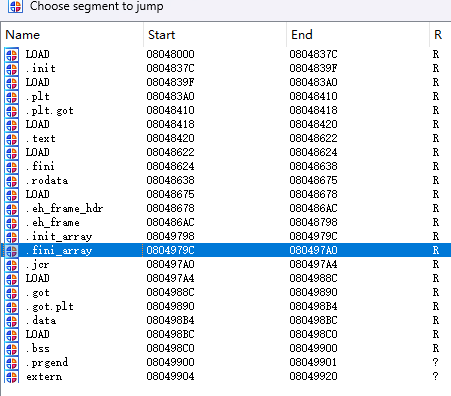 Choose segment to jump
Name Start End R
LOAD 08048000 0804837C R
.init 0804837C 0804839F R
LOAD 0804839F 080483A0 R
.plt 080483A0 08048410 R
.plt.got 08048410 08048418 R
LOAD 08048418 08048420 R
.text 08048420 08048622 R
LOAD 08048622 08048624 R
.fini 08048624 08048638 R
.rodata 08048638 08048675 R
LOAD 08048675 08048678 R
.eh_frame_hdr 08048678 080486AC R
.eh_frame 080486AC 08048798 R
.init_array 08049798 0804979C R
.fini_array 0804979C 080497A0 R
.jcr 080497A0 080497A4 R
LOAD 080497A4 0804988C R
.got 0804988C 08049890 R
.got.plt 08049890 080498B4 R
.data 080498B4 080498BC R
LOAD 080498BC 080498C0 R
.bss 080498C0 08049900 R
.prgend 08049900 08049901 ?
extern 08049904 08049920 ?